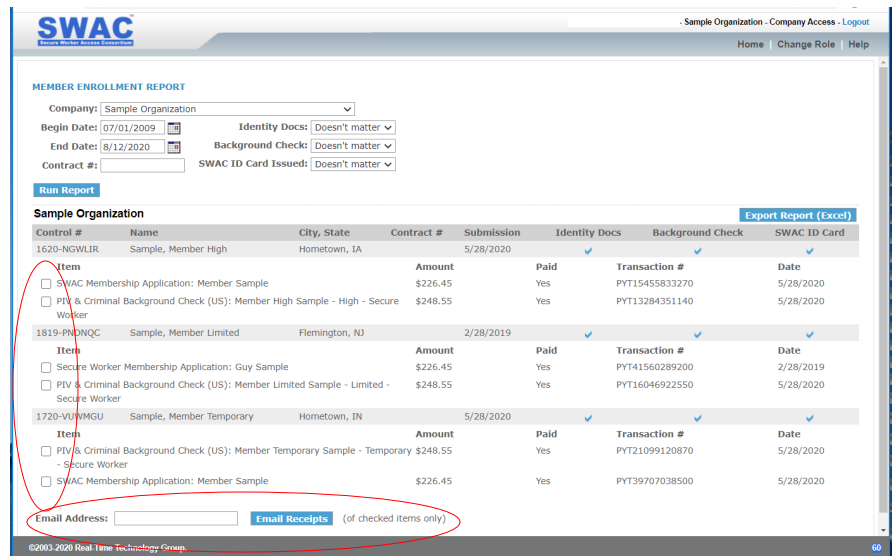 SWAC
Secure Worker Access Consortium
- Sample Organization - Company Access - Logout
Home | Change Role | Help
MEMBER ENROLLMENT REPORT
Company: Sample Organization
Begin Date: 07/01/2009 Identity Docs: Doesn't matter
End Date: 8/12/2020 Background Check: Doesn't matter
Contract #: SWAC ID Card Issued: Doesn't matter
Run Report
Sample Organization Export Report (Excel)
Control # Name City, State Contract # Submission Identity Docs Background Check SWAC ID Card
1620-NGWLIR Sample, Member High Hometown, IA 5/28/2020
Item Amount Paid Transaction # Date
SWAC Membership Application: Member Sample $226.45 Yes PYT15455833270 5/28/2020
PIV & Criminal Background Check (US): Member High Sample - High - Secure $248.55 Yes PYT13284351140 5/28/2020
Worker
1819-PNDNQC Sample, Member Limited Flemington, NJ 2/28/2019
Item Amount Paid Transaction # Date
Secure Worker Membership Application: Guy Sample $226.45 Yes PYT41560289200 2/28/2019
PIV & Criminal Background Check (US): Member Limited Sample - Limited - $248.55 Yes PYT16046922550 5/28/2020
Secure Worker
1720-VUWMGU Sample, Member Temporary Hometown, IN 5/28/2020
Item Amount Paid Transaction # Date
PIV & Criminal Background Check (US): Member Temporary Sample - Temporary $248.55 Yes PYT21099120870 5/28/2020
- Secure Worker
SWAC Membership Application: Member Sample $226.45 Yes PYT39707038500 5/28/2020
Email Address: Email Receipts (of checked items only)
©2003-2020 Real-Time Technology Group. 60